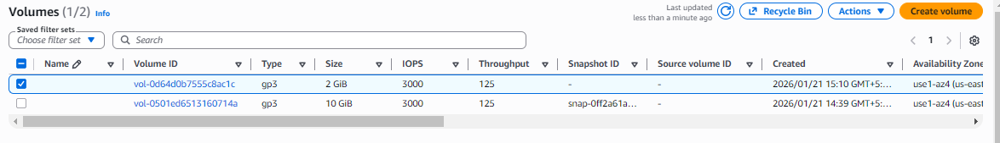 Volumes (1/2) Info
Last updated
less than a minute ago
Recycle Bin
Actions
Create volume
Saved filter sets
Choose filter set
Search
1
Name Volume ID Type Size IOPS Throughput Snapshot ID Source volume ID Created Availability Zone
vol-0d64d0b7555c8ac1c gp3 2 GiB 3000 125 - - 2026/01/21 15:10 GMT+5:... use1-az4 (us-east
vol-0501ed6513160714a gp3 10 GiB 3000 125 snap-0ff2a61a... - 2026/01/21 14:39 GMT+5:... use1-az4 (us-east